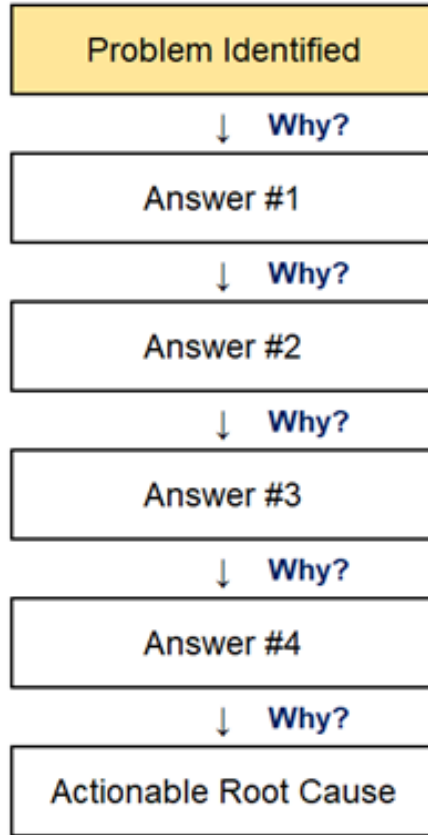 Problem Identified
↓ Why?
Answer #1
↓ Why?
Answer #2
↓ Why?
Answer #3
↓ Why?
Answer #4
↓ Why?
Actionable Root Cause